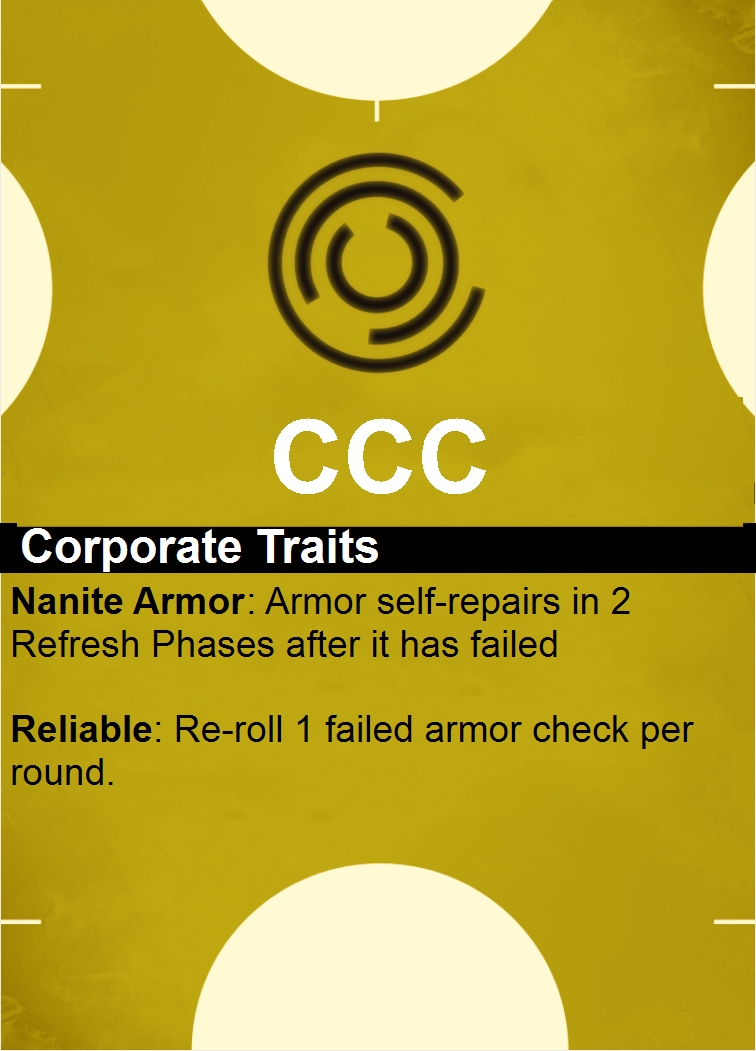 CCC
Corporate Traits
Nanite Armor: Armor self-repairs in 2
Refresh Phases after it has failed
Reliable: Re-roll 1 failed armor check per
round.